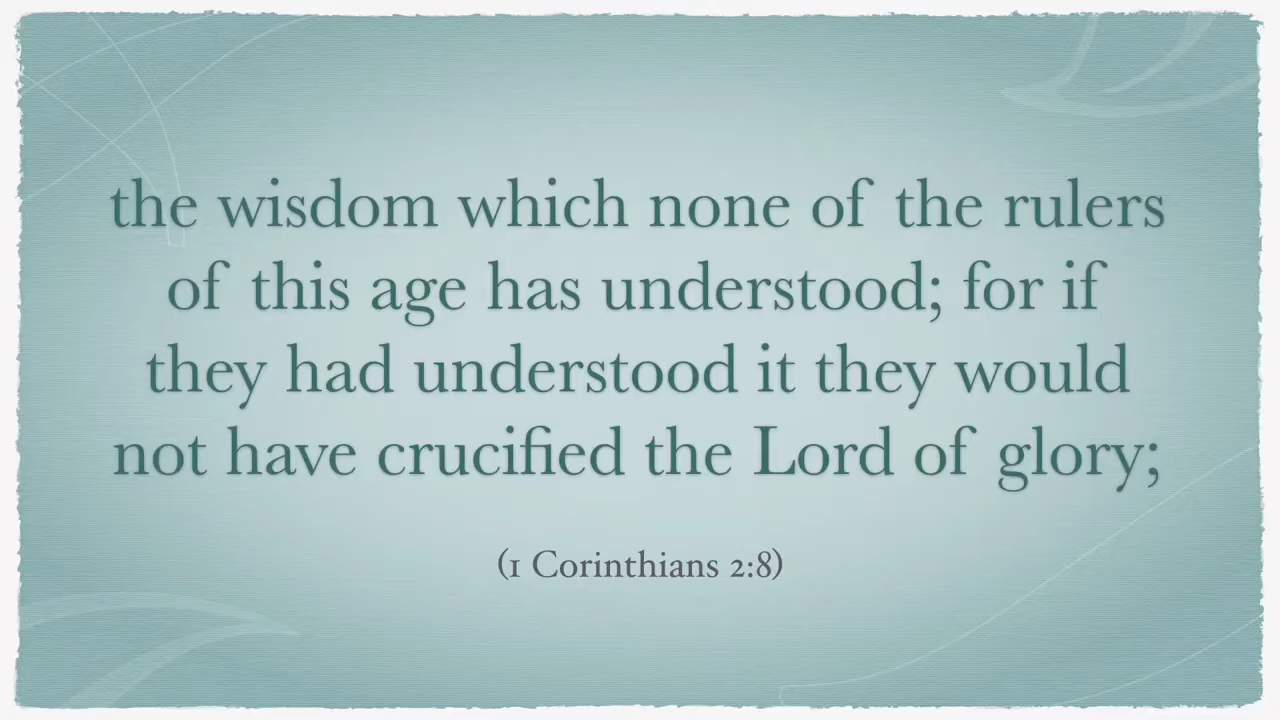 the wisdom which none of the rulers
of this age has understood; for if
they had understood it they would
not have crucified the Lord of glory;
(1 Corinthians 2:8)